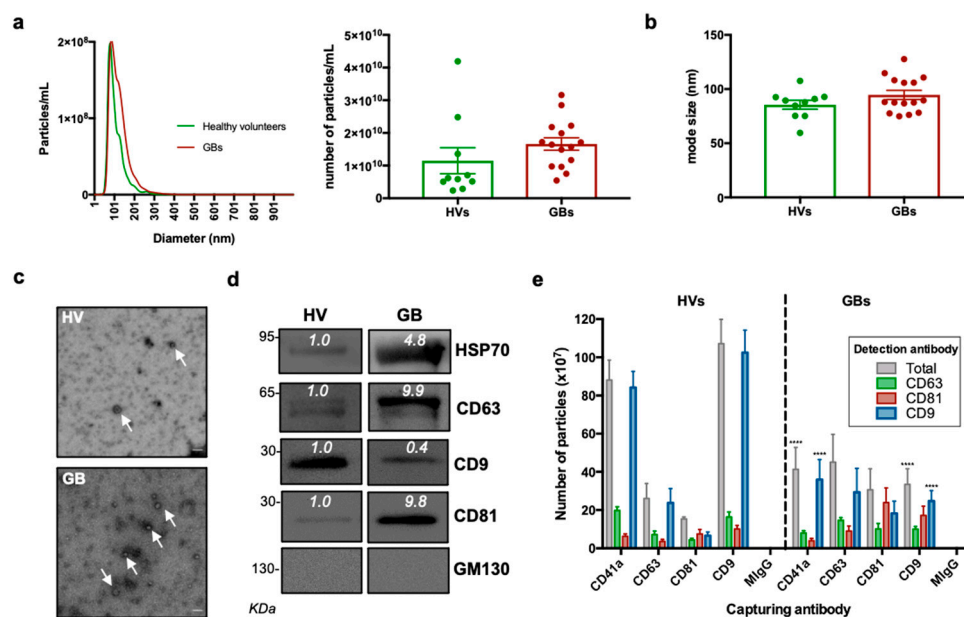 a
Particles/mL
2×10⁸
1×10⁸
0
1
101
201
301
401
501
601
701
801
901
Diameter (nm)
Healthy volunteers
GBs
number of particles/mL
5×10¹⁰
4×10¹⁰
3×10¹⁰
2×10¹⁰
1×10¹⁰
0
HVs
GBs
b
mode size (nm)
150
100
50
0
HVs
GBs
c
HV
GB
d
HV
GB
95-
1.0
4.8
HSP70
65
1.0
9.9
CD63
30
1.0
0.4
CD9
30
1.0
9.8
CD81
130-
GM130
KDa
e
HVs
GBs
Number of particles (x10⁷)
120
100
80
60
40
20
0
Detection antibody
Total
CD63
CD81
CD9
****
****
****
****
CD41a
CD63
CD81
CD9
MIgG
CD41a
CD63
CD81
CD9
MIgG
Capturing antibody